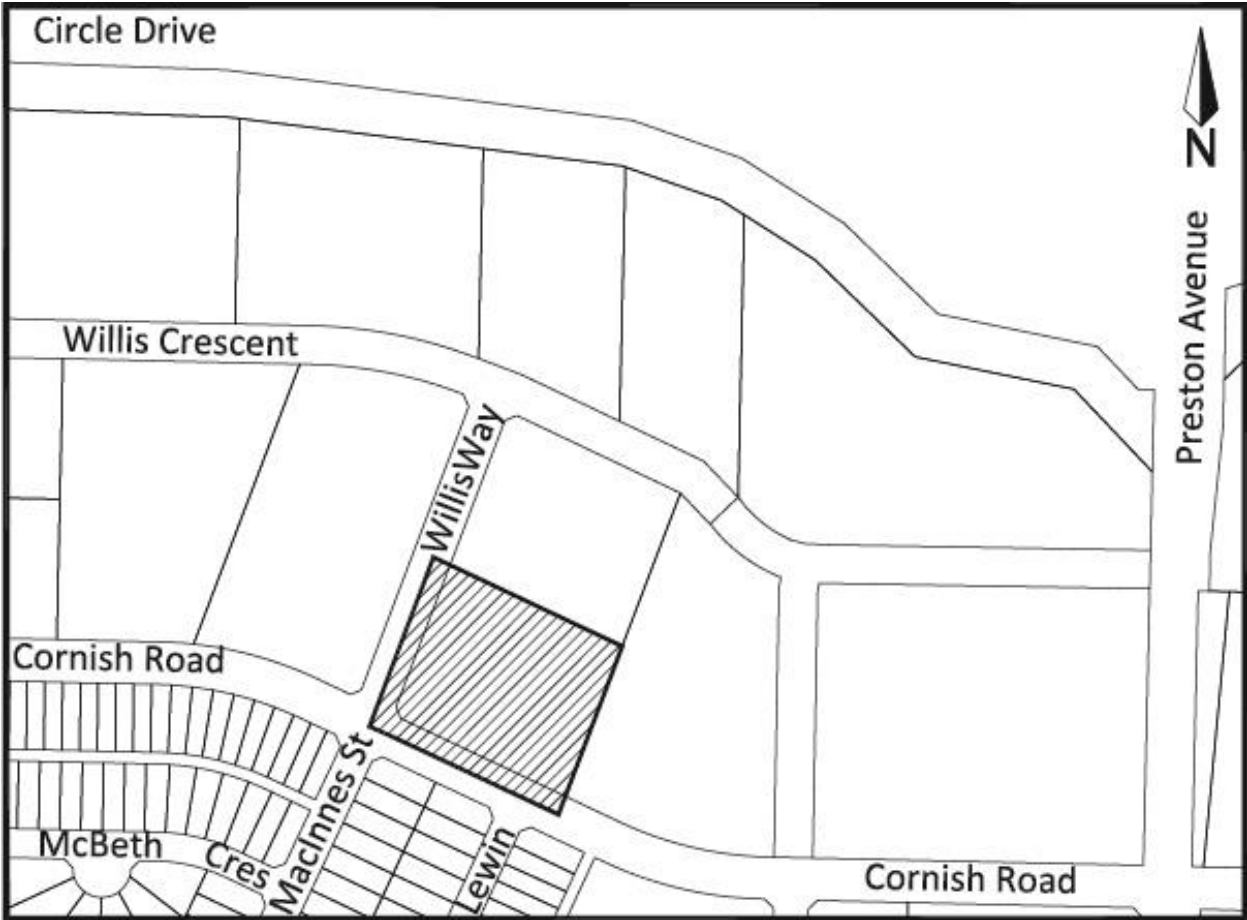 Circle Drive
N
Preston Avenue
Willis Crescent
WillisWay
Cornish Road
MacInnes St
McBeth
Cres
Lewin
Cornish Road